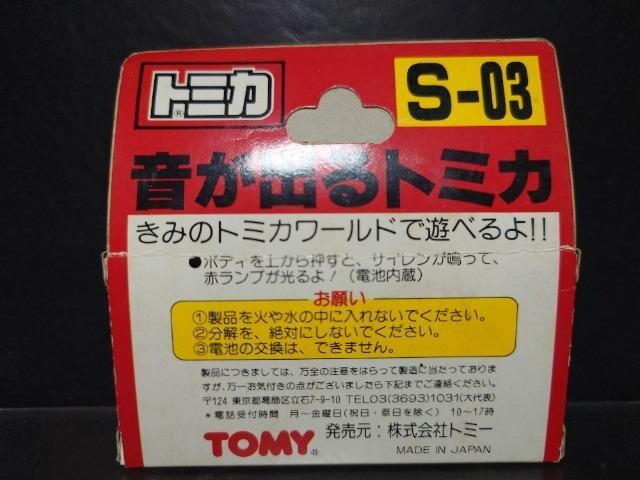 トミカ®
S-03
音が出るトミカ
きみのトミカワールドで遊べるよ!!
●ボディを上から押すと、サイレンが鳴って、
赤ランプが光るよ！（電池内蔵）
お願い
①製品を火や水の中に入れないでください。
②分解を、絶対にしないでください。
③電池の交換は、できません。
製品につきましては、万全の注意をはらって製造に当たっておりま
すが、万一お気付きの点がございましたら下記までご連絡ください。
〒124 東京都葛飾区立石7-9-10 TEL03(3693)1031(大代表)
＊電話受付時間 月〜金曜日(祝日・祭日を除く) 10〜17時
TOMY® 発売元：株式会社トミー
MADE IN JAPAN